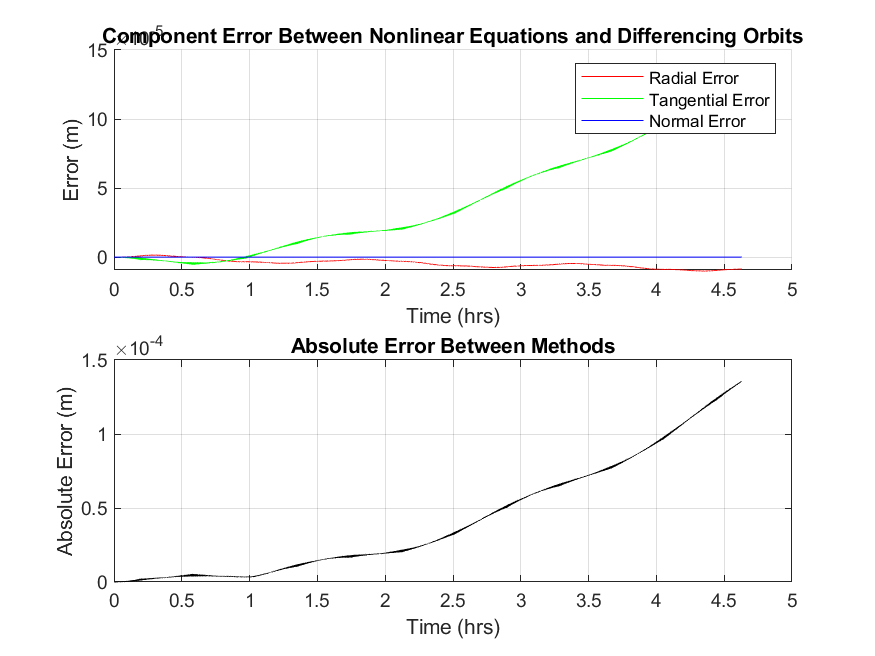 Component Error Between Nonlinear Equations and Differencing Orbits
15
10
5
0
Error (m)
Radial Error
Tangential Error
Normal Error
0 0.5 1 1.5 2 2.5 3 3.5 4 4.5 5
Time (hrs)
Absolute Error Between Methods
×10-4
1.5
1
0.5
0
Absolute Error (m)
0 0.5 1 1.5 2 2.5 3 3.5 4 4.5 5
Time (hrs)